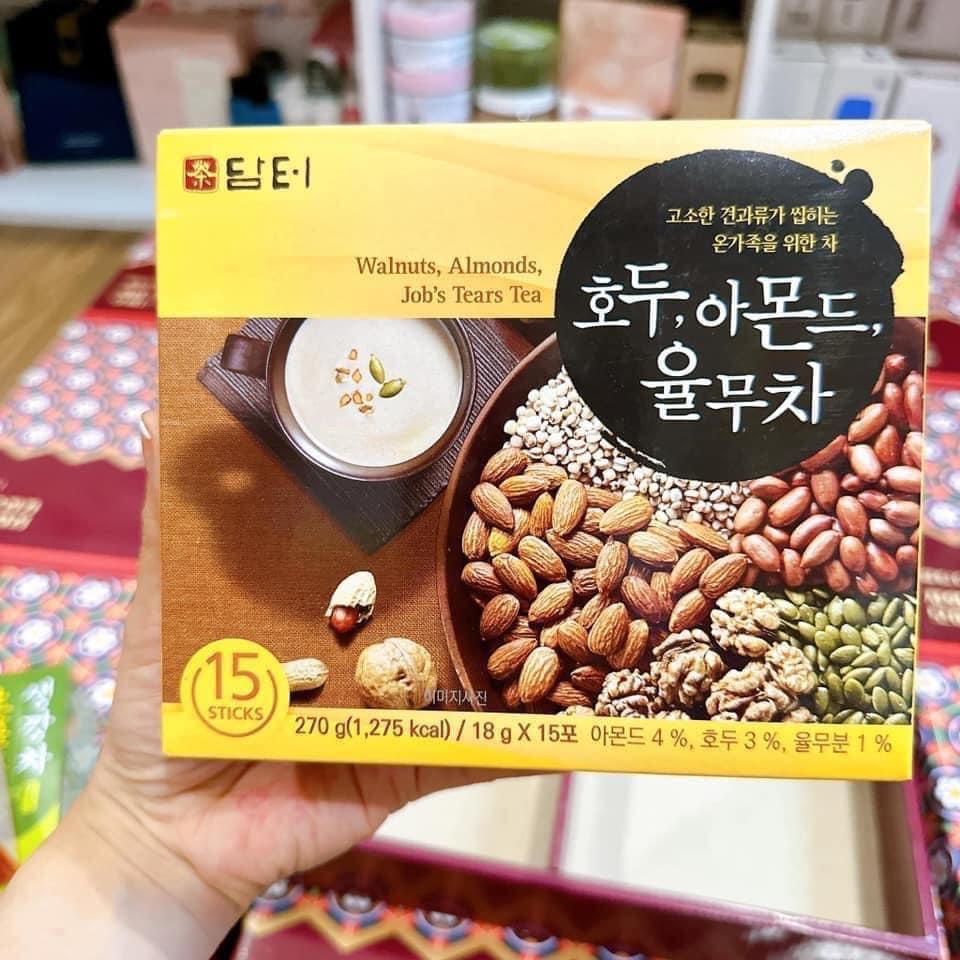 茶 담터
고소한 견과류가 씹히는
온가족을 위한 차
Walnuts, Almonds,
Job's Tears Tea
호두, 아몬드,
율무차
이미지사진
15
STICKS
270 g(1,275 kcal) / 18 g X 15포 아몬드 4 %, 호두 3 %, 율무분 1 %
생강차